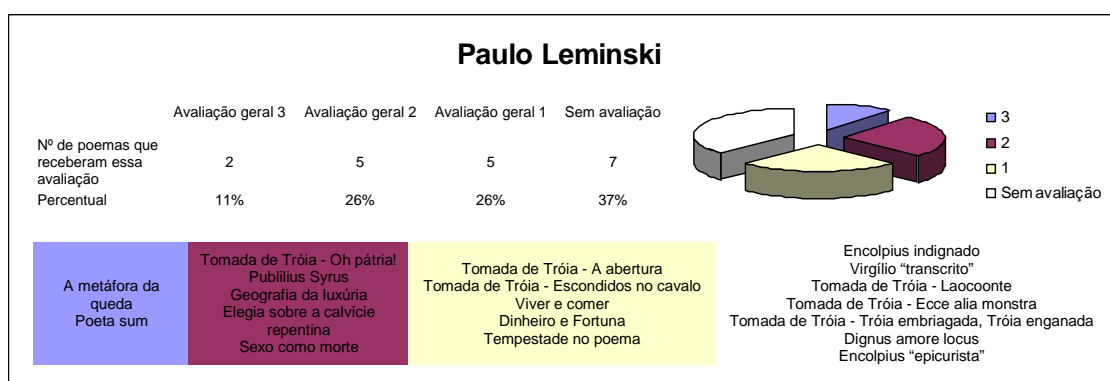 Paulo Leminski
Avaliação geral 3 Avaliação geral 2 Avaliação geral 1 Sem avaliação
Nº de poemas que
receberam essa
avaliação
2 5 5 7
Percentual 11% 26% 26% 37%
3
2
1
Sem avaliação
A metáfora da
queda
Poeta sum
Tomada de Tróia - Oh pátria!
Publilius Syrus
Geografia da luxúria
Elegia sobre a calvície
repentina
Sexo como morte
Tomada de Tróia - A abertura
Tomada de Tróia - Escondidos no cavalo
Viver e comer
Dinheiro e Fortuna
Tempestade no poema
Encolpius indignado
Virgílio “transcrito”
Tomada de Tróia - Laocoonte
Tomada de Tróia - Ecce alia monstra
Tomada de Tróia - Tróia embriagada, Tróia enganada
Dignus amore locus
Encolpius “epicurista”